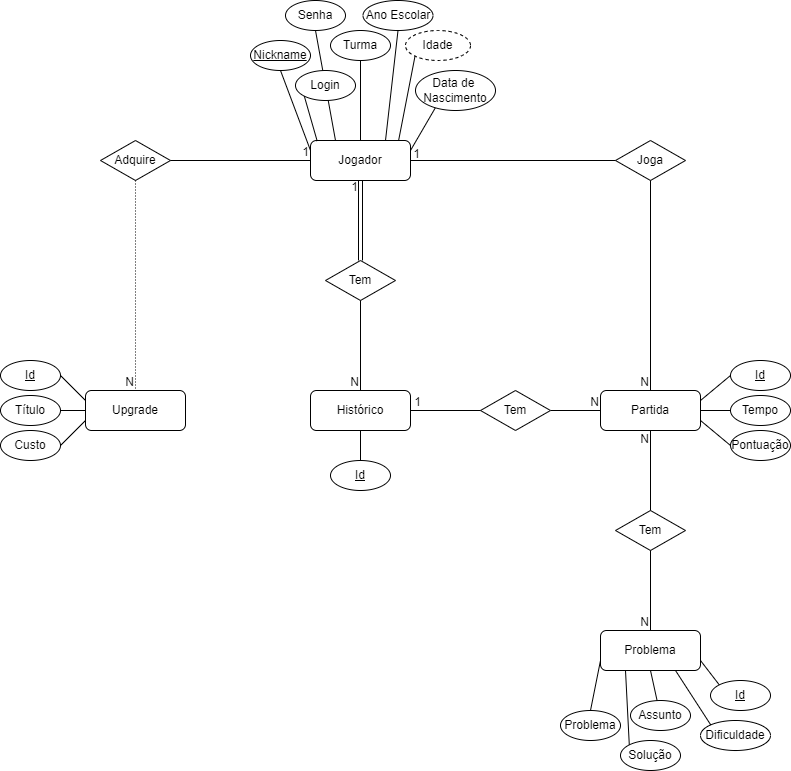 Senha
Ano Escolar
Nickname
Turma
Idade
Login
Data de
Nascimento
Adquire
1
Jogador
1
Joga
1
Tem
N
N
N
Id
Título
Custo
Upgrade
Histórico
1
Tem
N
Partida
Id
Tempo
Pontuação
N
Id
Tem
N
Problema
Id
Problema
Assunto
Dificuldade
Solução